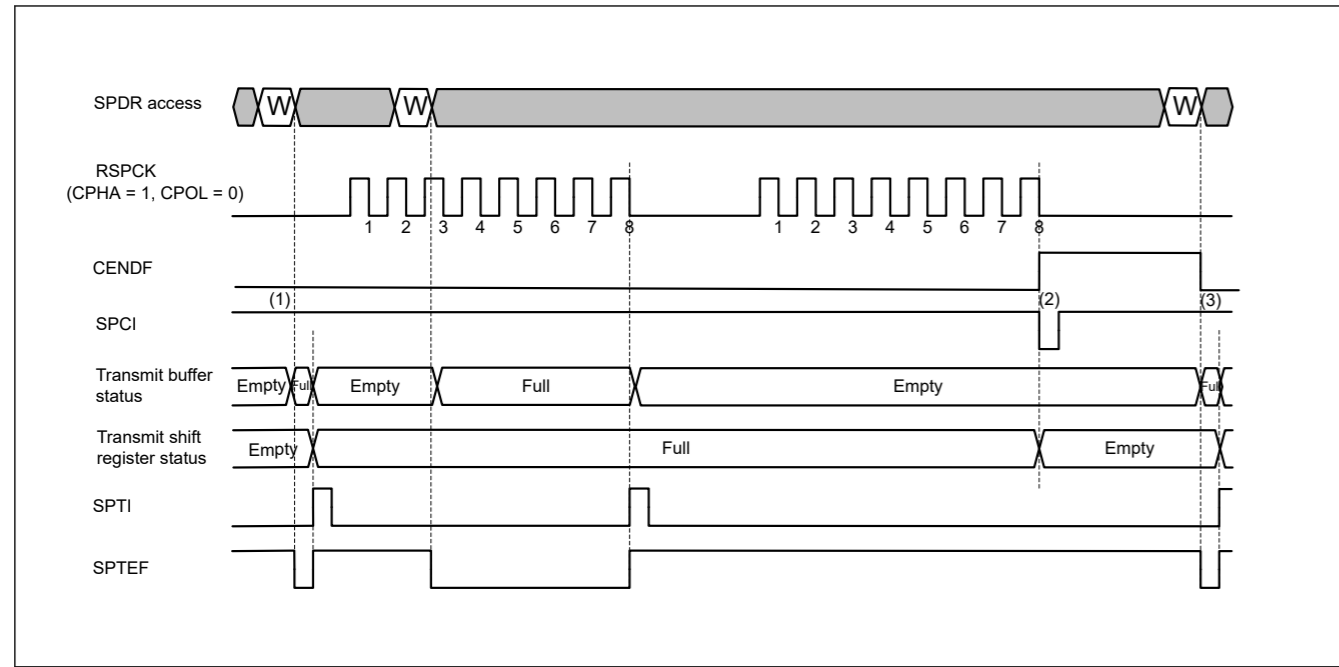 SPDR access
W W W
RSPCK
(CPHA = 1, CPOL = 0)
1 2 3 4 5 6 7 8 1 2 3 4 5 6 7 8
CENDF
(1) (2) (3)
SPCI
Transmit buffer
status
Empty Full Empty Full Empty Full
Transmit shift
register status
Empty Full Empty
SPTI
SPTEF